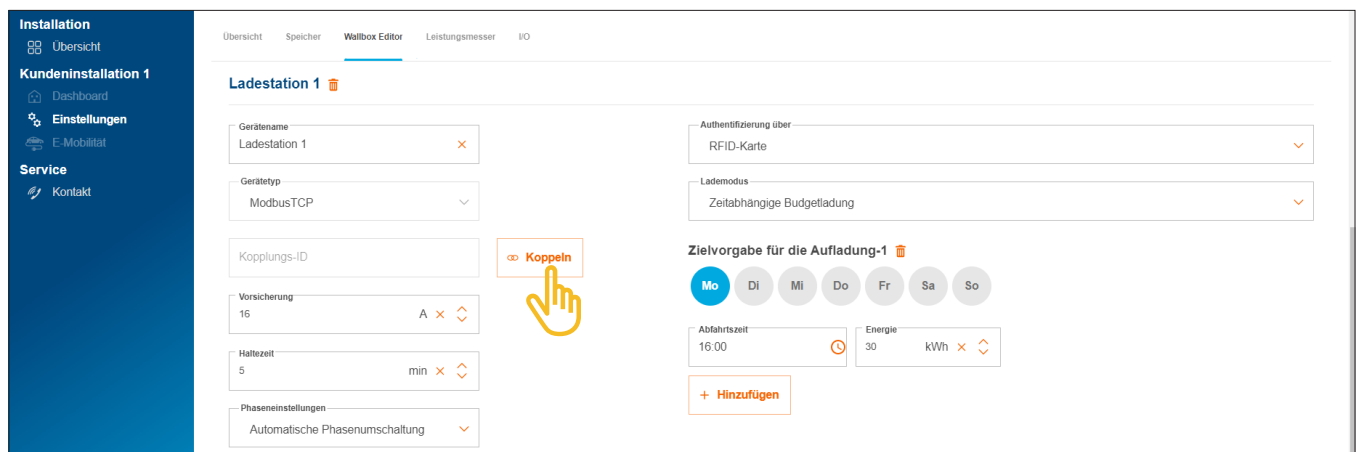 Installation
Übersicht
Kundeninstallation 1
Dashboard
Einstellungen
E-Mobilität
Service
Kontakt
Übersicht Speicher Wallbox Editor Leistungsmesser I/O
Ladestation 1
Gerätename
Ladestation 1
Gerätetyp
ModbusTCP
Kopplungs-ID
Koppeln
Vorsicherung
16 A
Haltezeit
5 min
Phaseneinstellungen
Automatische Phasenumschaltung
Authentifizierung über
RFID-Karte
Lademodus
Zeitabhängige Budgetladung
Zielvorgabe für die Aufladung-1
Mo Di Mi Do Fr Sa So
Abfahrtszeit
16:00
Energie
30 kWh
+ Hinzufügen